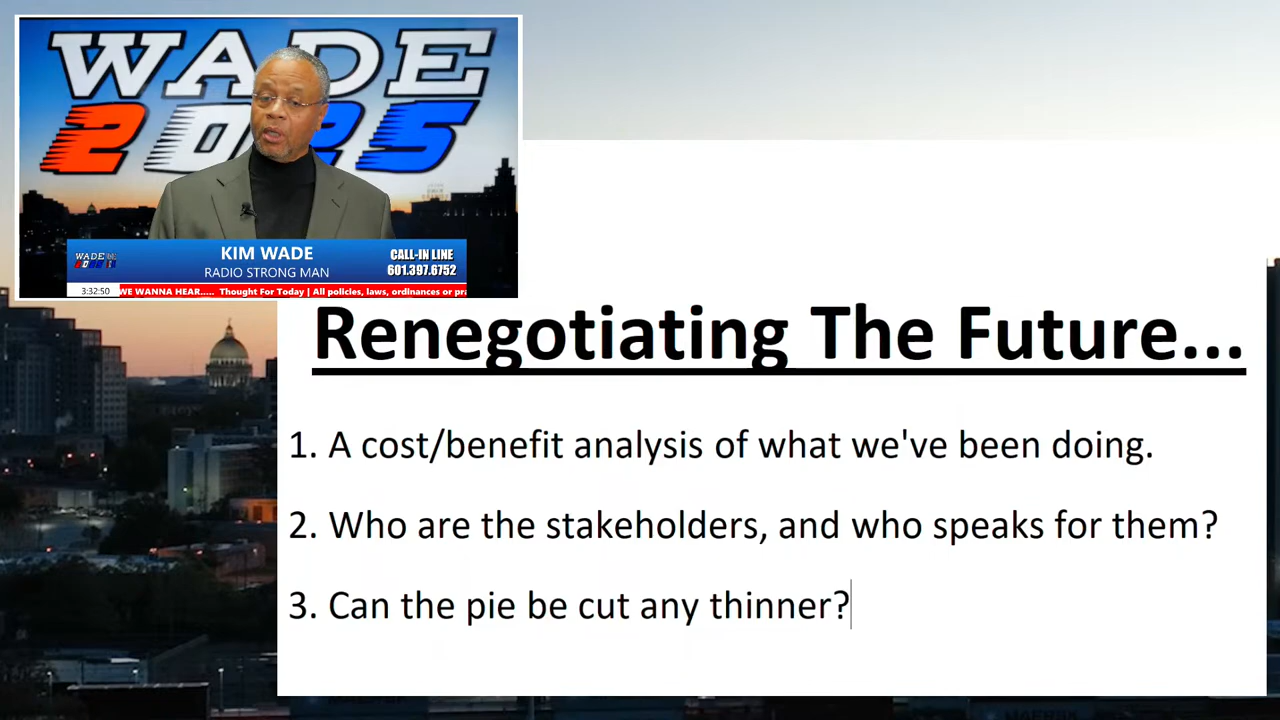 WADE
2025
KIM WADE
RADIO STRONG MAN
CALL-IN LINE
601.397.6752
WADE
3:32:50
WE WANNA HEAR..... Thought For Today | All policies, laws, ordinances or pra
Renegotiating The Future...
1. A cost/benefit analysis of what we've been doing.
2. Who are the stakeholders, and who speaks for them?
3. Can the pie be cut any thinner?